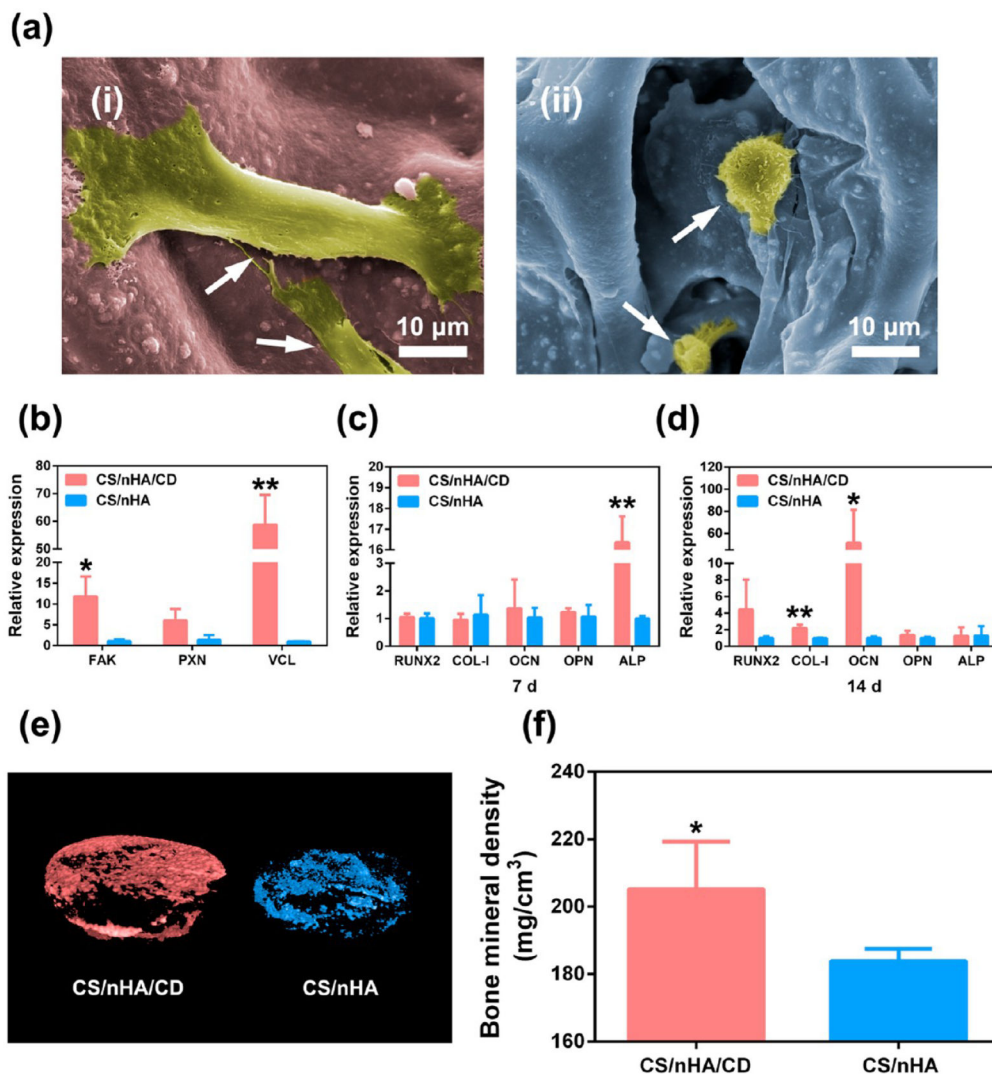 (a)
(i)
10 μm
(ii)
10 μm
(b)
Relative expression
80
70
60
50
20
15
10
5
0
CS/nHA/CD
CS/nHA
*
**
FAK PXN VCL
(c)
Relative expression
20
18
16
3
2
1
0
CS/nHA/CD
CS/nHA
**
RUNX2 COL-I OCN OPN ALP
7 d
(d)
Relative expression
120
100
80
60
40
8
6
4
2
0
CS/nHA/CD
CS/nHA
**
*
RUNX2 COL-I OCN OPN ALP
14 d
(e)
CS/nHA/CD CS/nHA
(f)
Bone mineral density
(mg/cm³)
240
220
200
180
160
*
CS/nHA/CD CS/nHA